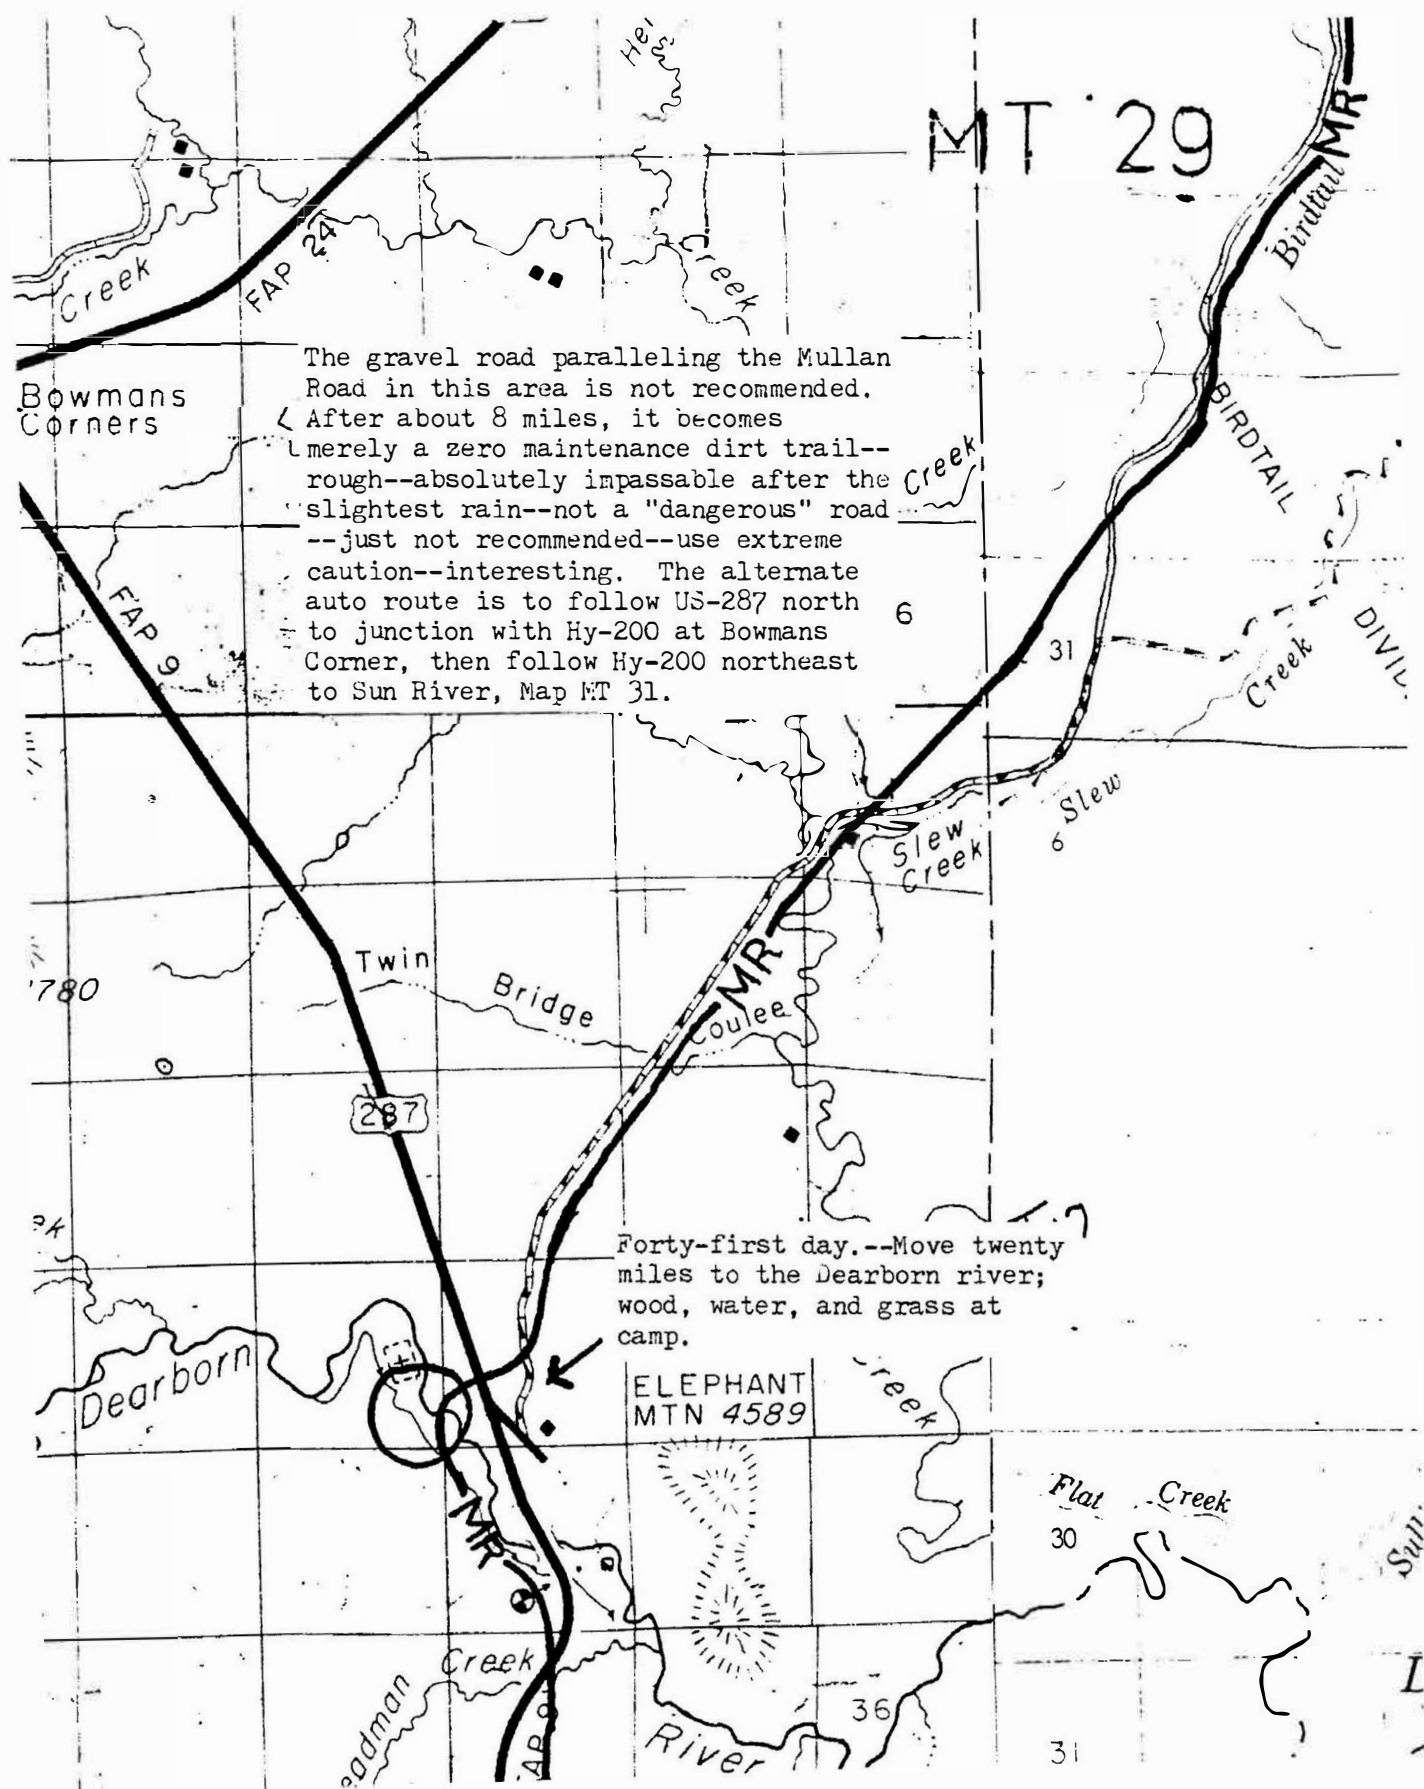 MT 29
MR
Birdtail
Creek
FAP 24
Creek
Bowmans
Corners
The gravel road paralleling the Mullan
Road in this area is not recommended.
After about 8 miles, it becomes
merely a zero maintenance dirt trail--
rough--absolutely impassable after the
slightest rain--not a "dangerous" road
--just not recommended--use extreme
caution--interesting. The alternate
auto route is to follow US-287 north
to junction with Hy-200 at Bowmans
Corner, then follow Hy-200 northeast
to Sun River, Map MT 31.
BIRDTAIL
Creek
FAP 9
6
31
Creek
Slew
6
Slew
Creek
Twin
Bridge
Coulee
MR
780
287
Forty-first day.--Move twenty
miles to the Dearborn river;
wood, water, and grass at
camp.
Dearborn
ELEPHANT
MTN 4589
reek
Flat Creek
30
MR
Creek
eadman
AP 9
River
36
31